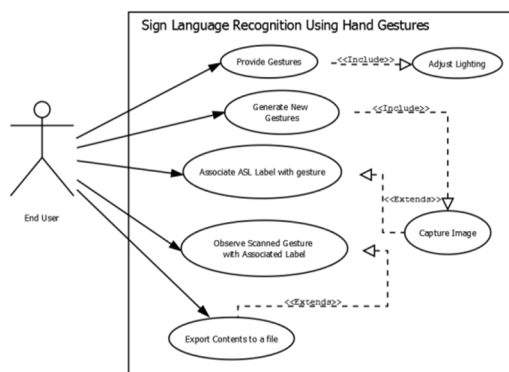 Sign Language Recognition Using Hand Gestures
Provide Gestures
<<Include>>
Adjust Lighting
Generate New
Gestures
<<Include>>
Associate ASL Label with gesture
<<Extends>>
End User
Observe Scanned Gesture
with Associated Label
Capture Image
<<Extends>>
Export Contents to a file